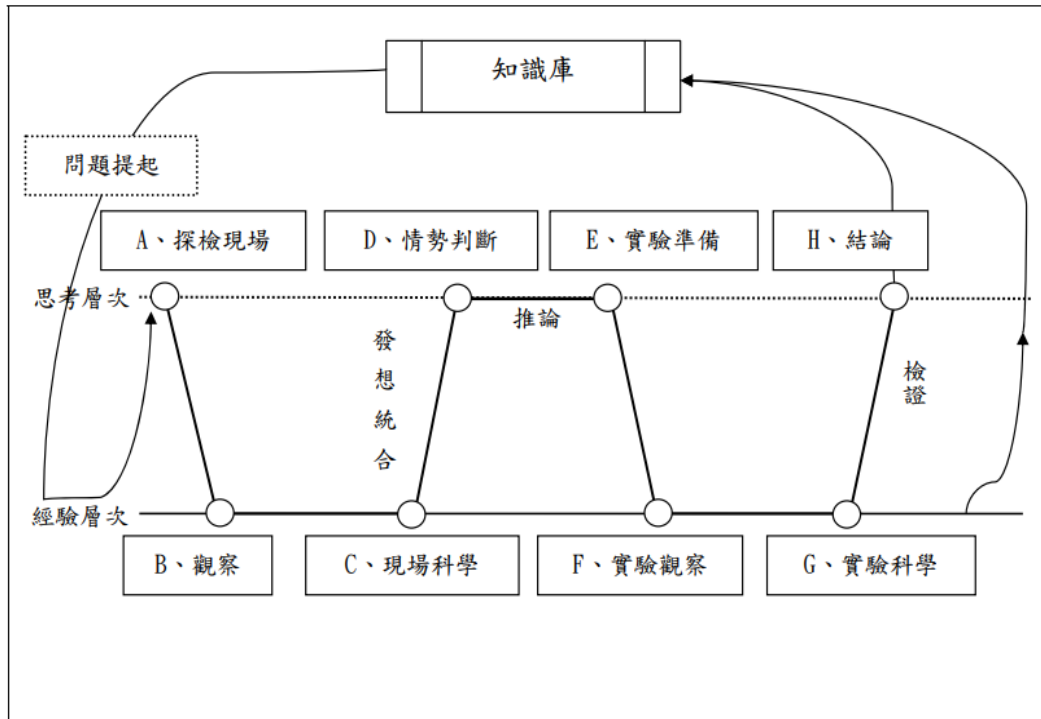 知識庫
問題提起
A、探檢現場
D、情勢判斷
E、實驗準備
H、結論
思考層次
推論
發想統合
檢證
經驗層次
B、觀察
C、現場科學
F、實驗觀察
G、實驗科學